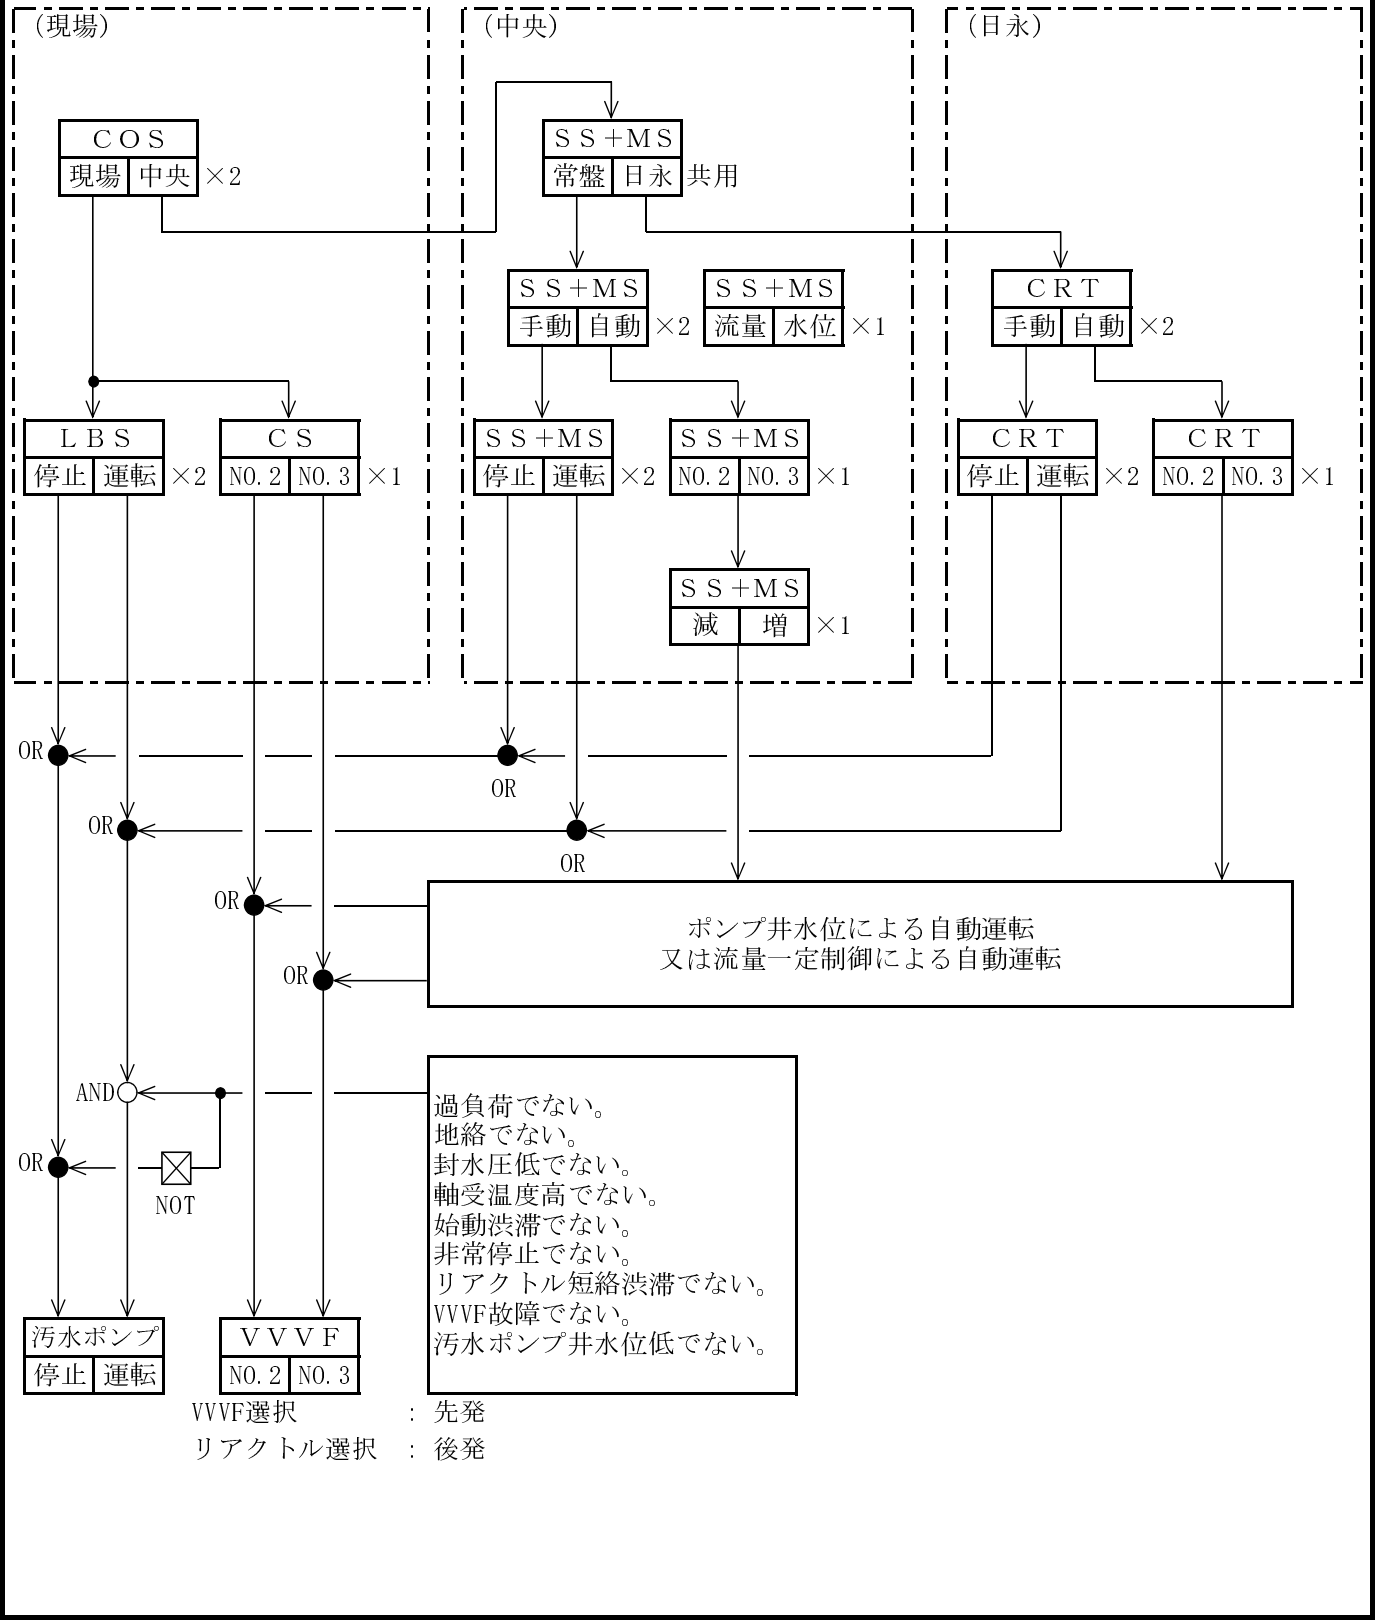 (現場)
(中央)
(日永)
ＣＯＳ
現場 中央 ×2
ＳＳ＋ＭＳ
常盤 日永 共用
ＳＳ＋ＭＳ
手動 自動 ×2
ＳＳ＋ＭＳ
流量 水位 ×1
ＣＲＴ
手動 自動 ×2
ＬＢＳ
停止 運転 ×2
ＣＳ
NO.2 NO.3 ×1
ＳＳ＋ＭＳ
停止 運転 ×2
ＳＳ＋ＭＳ
NO.2 NO.3 ×1
ＣＲＴ
停止 運転 ×2
ＣＲＴ
NO.2 NO.3 ×1
ＳＳ＋ＭＳ
減 増 ×1
OR
OR
OR
OR
OR
OR
ポンプ井水位による自動運転
又は流量一定制御による自動運転
AND
OR
NOT
過負荷でない。
地絡でない。
封水圧低でない。
軸受温度高でない。
始動渋滞でない。
非常停止でない。
リアクトル短絡渋滞でない。
VVVF故障でない。
汚水ポンプ井水位低でない。
汚水ポンプ
停止 運転
ＶＶＶＦ
NO.2 NO.3
VVVF選択 : 先発
リアクトル選択 : 後発